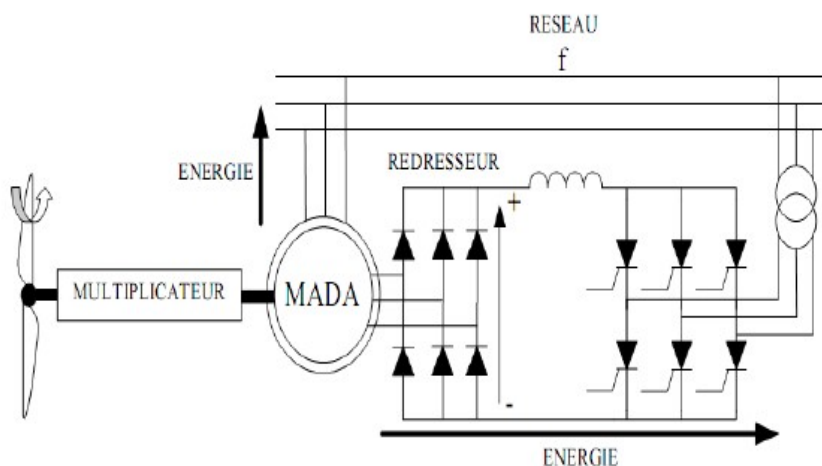 RESEAU
f
ENERGIE
REDRESSEUR
+
MULTIPLICATEUR
MADA
-
ENERGIE